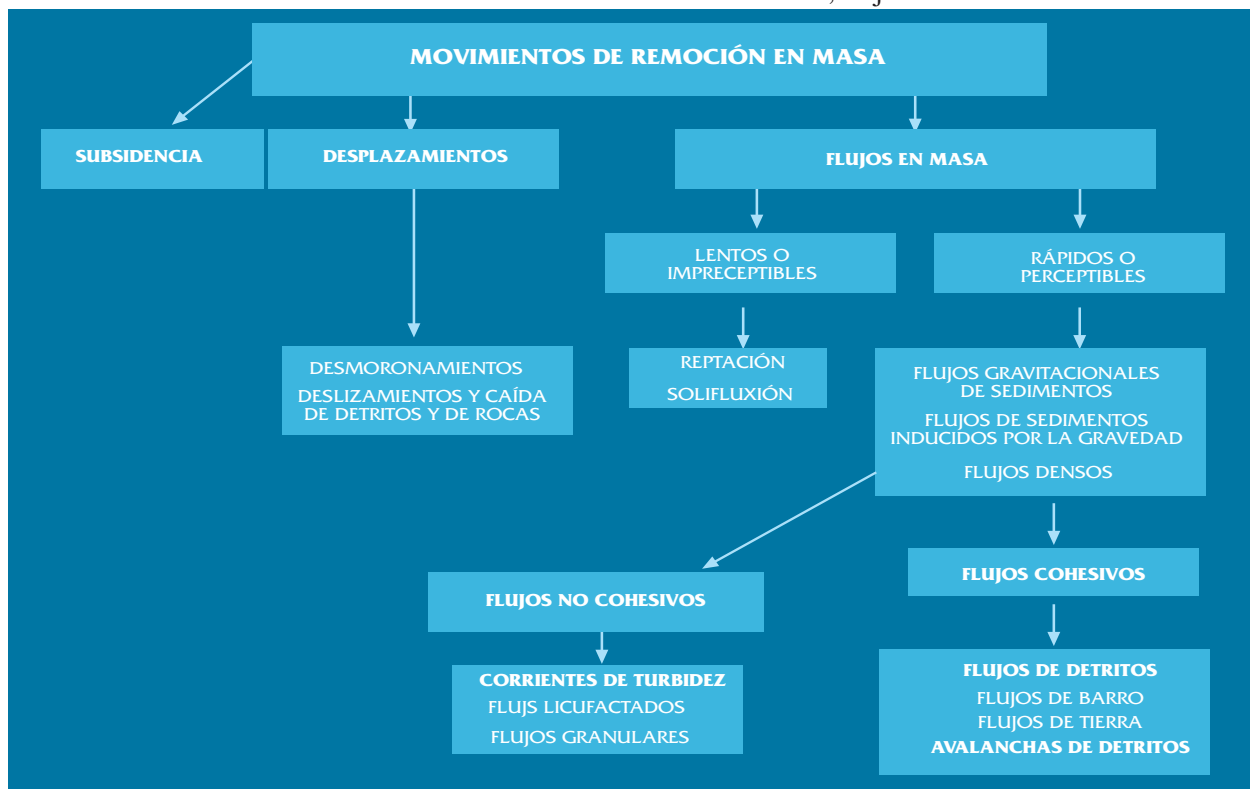 MOVIMIENTOS DE REMOCIÓN EN MASA
SUBSIDENCIA
DESPLAZAMIENTOS
FLUJOS EN MASA
LENTOS O
IMPRECEPTIBLES
RÁPIDOS O
PERCEPTIBLES
DESMORONAMIENTOS
DESLIZAMIENTOS Y CAÍDA
DE DETRITOS Y DE ROCAS
REPTACIÓN
SOLIFLUXIÓN
FLUJOS GRAVITACIONALES
DE SEDIMENTOS
FLUJOS DE SEDIMENTOS
INDUCIDOS POR LA GRAVEDAD
FLUJOS DENSOS
FLUJOS NO COHESIVOS
FLUJOS COHESIVOS
CORRIENTES DE TURBIDEZ
FLUJS LICUFACTADOS
FLUJOS GRANULARES
FLUJOS DE DETRITOS
FLUJOS DE BARRO
FLUJOS DE TIERRA
AVALANCHAS DE DETRITOS